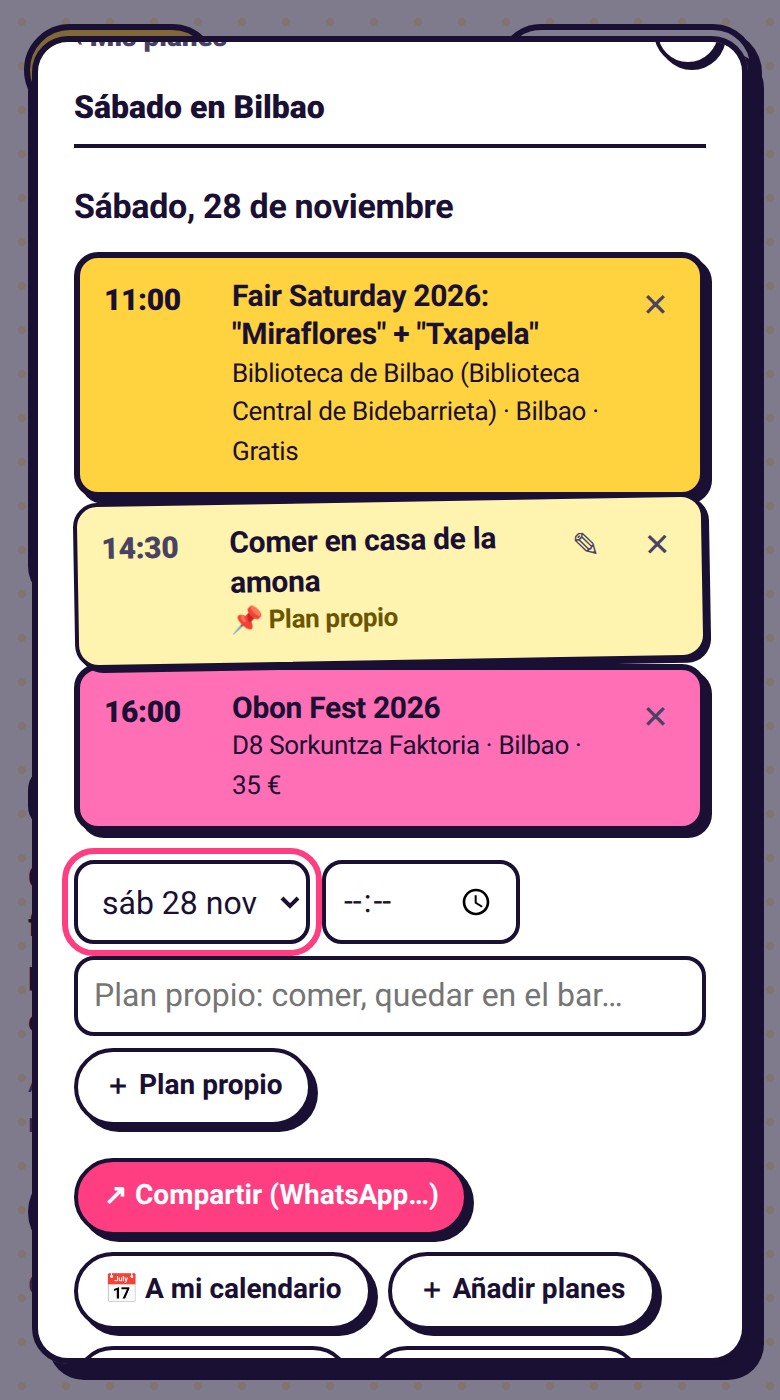 ‹ Mis planes
Sábado en Bilbao
Sábado, 28 de noviembre
11:00
Fair Saturday 2026:
"Miraflores" + "Txapela"
Biblioteca de Bilbao (Biblioteca
Central de Bidebarrieta) · Bilbao ·
Gratis
✕
14:30
Comer en casa de la
amona
📌 Plan propio
✎ ✕
16:00
Obon Fest 2026
D8 Sorkuntza Faktoria · Bilbao ·
35 €
✕
sáb 28 nov
--:--
Plan propio: comer, quedar en el bar…
+ Plan propio
↗ Compartir (WhatsApp…)
📅 A mi calendario
+ Añadir planes